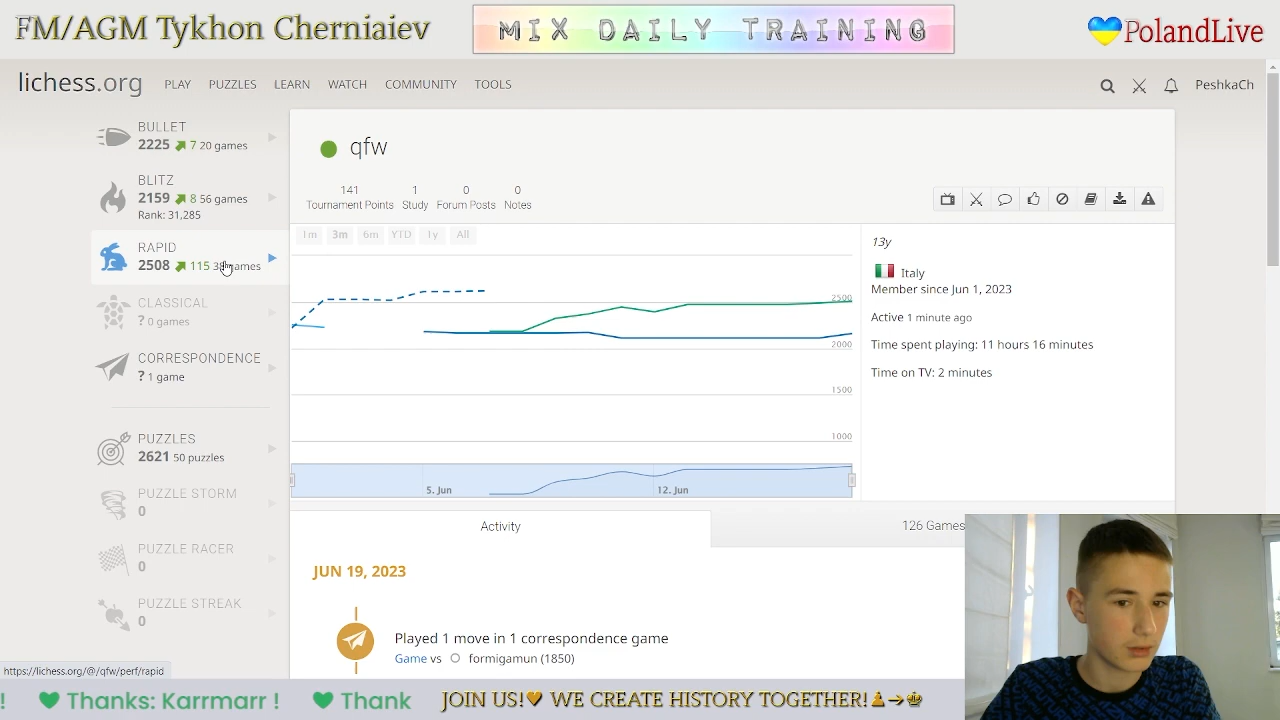 FM/AGM Tykhon Cherniaiev
MIX DAILY TRAINING
PolandLive
lichess.org
PLAY PUZZLES LEARN WATCH COMMUNITY TOOLS
PeshkaCh
BULLET
2225 7 20 games
BLITZ
2159 8 56 games
Rank: 31,285
RAPID
2508 115 games
CLASSICAL
? 0 games
CORRESPONDENCE
? 1 game
PUZZLES
2621 50 puzzles
PUZZLE STORM
0
PUZZLE RACER
0
PUZZLE STREAK
0
qfw
141 1 0 0
Tournament Points Study Forum Posts Notes
1m 3m 6m YTD 1y All
2500
2000
1500
1000
5. Jun 12. Jun
13y
Italy
Member since Jun 1, 2023
Active 1 minute ago
Time spent playing: 11 hours 16 minutes
Time on TV: 2 minutes
Activity
126 Games
JUN 19, 2023
Played 1 move in 1 correspondence game
Game vs formigamun (1850)
https://lichess.org/@/qfw/perf/rapid
! Thanks: Karrmarr ! Thank
JOIN US! WE CREATE HISTORY TOGETHER!